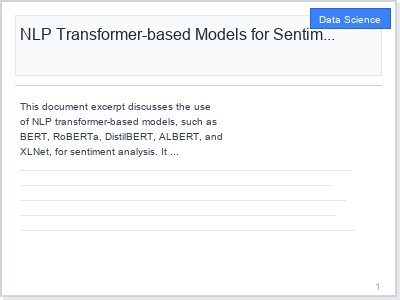 Data Science
NLP Transformer-based Models for Sentim...
This document excerpt discusses the use
of NLP transformer-based models, such as
BERT, RoBERTa, DistilBERT, ALBERT, and
XLNet, for sentiment analysis. It ...
1